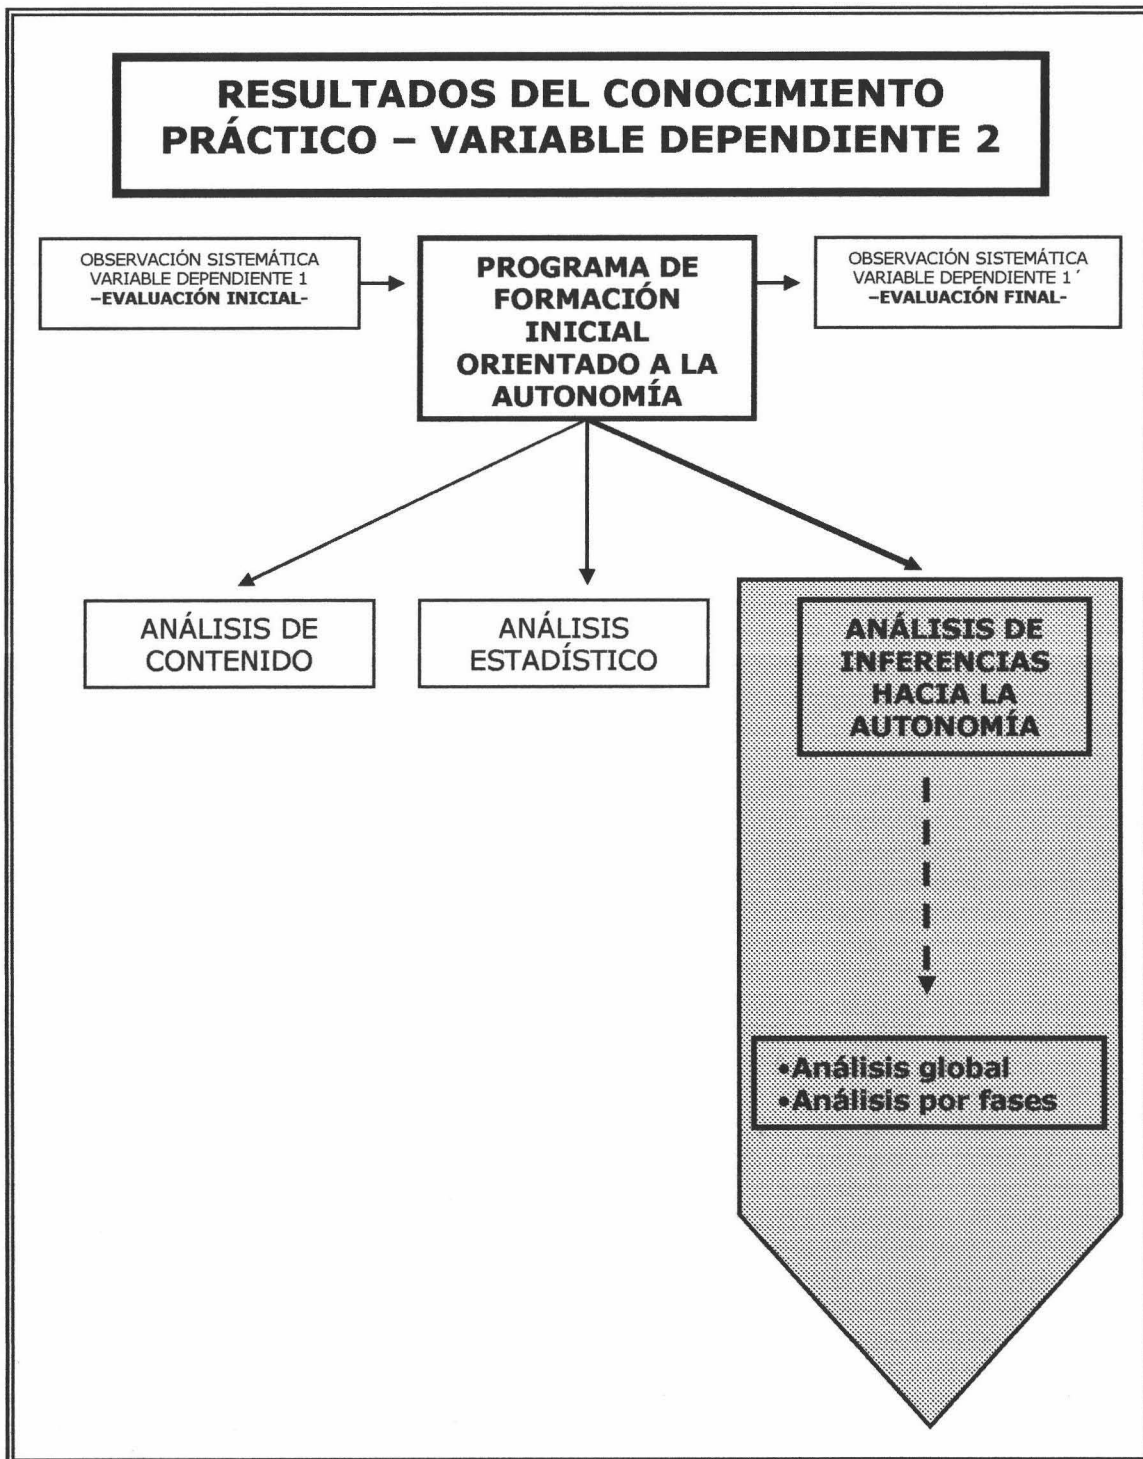 RESULTADOS DEL CONOCIMIENTO
PRÁCTICO – VARIABLE DEPENDIENTE 2
OBSERVACIÓN SISTEMÁTICA
VARIABLE DEPENDIENTE 1
–EVALUACIÓN INICIAL-
PROGRAMA DE
FORMACIÓN
INICIAL
ORIENTADO A LA
AUTONOMÍA
OBSERVACIÓN SISTEMÁTICA
VARIABLE DEPENDIENTE 1´
–EVALUACIÓN FINAL-
ANÁLISIS DE
CONTENIDO
ANÁLISIS
ESTADÍSTICO
ANÁLISIS DE
INFERENCIAS
HACIA LA
AUTONOMÍA
•Análisis global
•Análisis por fases